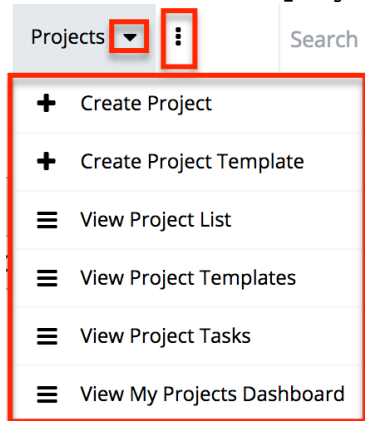 Projects Search
Create Project
Create Project Template
View Project List
View Project Templates
View Project Tasks
View My Projects Dashboard